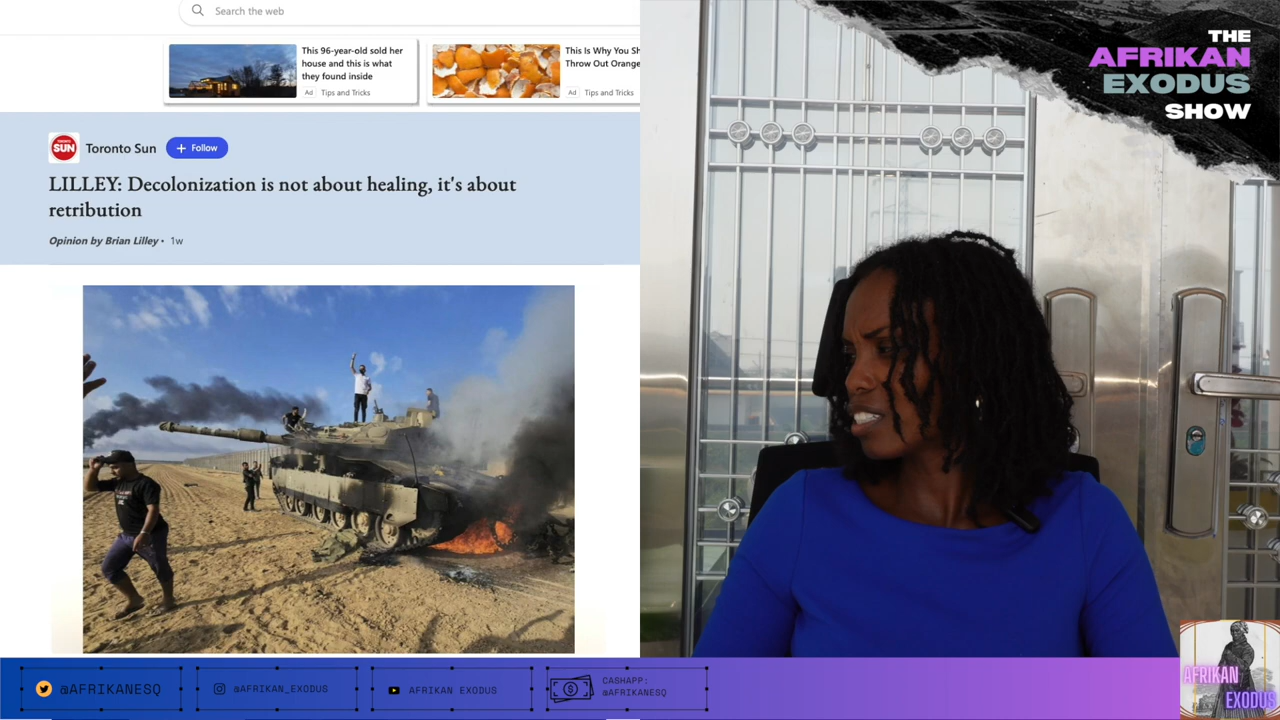 Search the web
This 96-year-old sold her
house and this is what
they found inside
Ad Tips and Tricks
This Is Why You Sh
Throw Out Orange
Ad Tips and Tricks
TORONTO
SUN
Toronto Sun
+ Follow
LILLEY: Decolonization is not about healing, it's about
retribution
Opinion by Brian Lilley • 1w
THE
AFRIKAN
EXODUS
SHOW
@AFRIKANESQ
@AFRIKAN_EXODUS
AFRIKAN EXODUS
CASHAPP:
@AFRIKANESQ
AFRIKAN
EXODUS